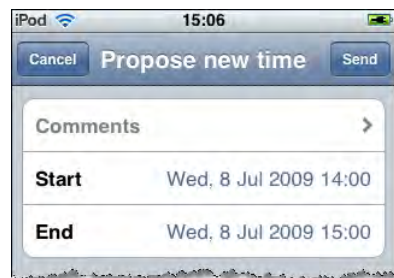 iPod 15:06
Cancel Propose new time Send
Comments
Start Wed, 8 Jul 2009 14:00
End Wed, 8 Jul 2009 15:00